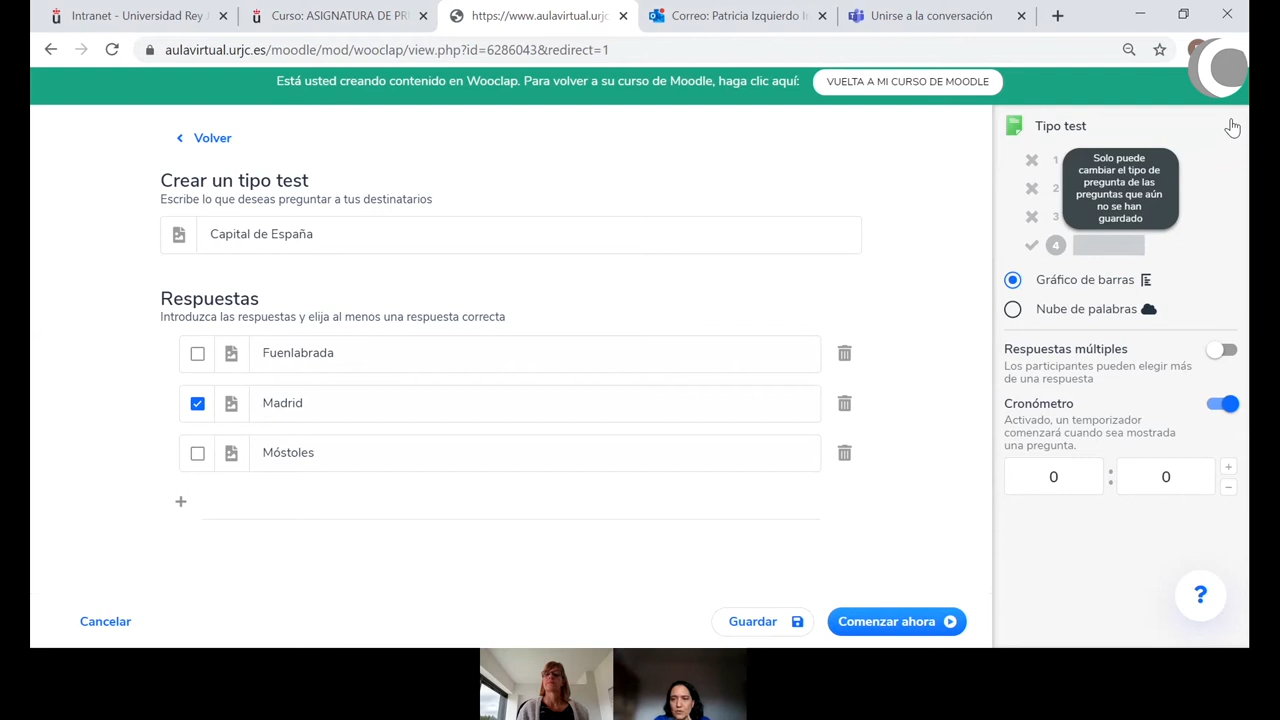 Intranet - Universidad Rey J
Curso: ASIGNATURA DE PR
https://www.aulavirtual.urjc
Correo: Patricia Izquierdo I
Unirse a la conversación
aulavirtual.urjc.es/moodle/mod/wooclap/view.php?id=6286043&redirect=1
Está usted creando contenido en Wooclap. Para volver a su curso de Moodle, haga clic aquí:
VUELTA A MI CURSO DE MOODLE
Volver
Crear un tipo test
Escribe lo que deseas preguntar a tus destinatarios
Capital de España
Respuestas
Introduzca las respuestas y elija al menos una respuesta correcta
Fuenlabrada
Madrid
Móstoles
Cancelar
Guardar
Comenzar ahora
Tipo test
1
2
3
4
Solo puede
cambiar el tipo de
pregunta de las
preguntas que aún
no se han
guardado
Gráfico de barras
Nube de palabras
Respuestas múltiples
Los participantes pueden elegir más
de una respuesta
Cronómetro
Activado, un temporizador
comenzará cuando sea mostrada
una pregunta.
0 : 0
?